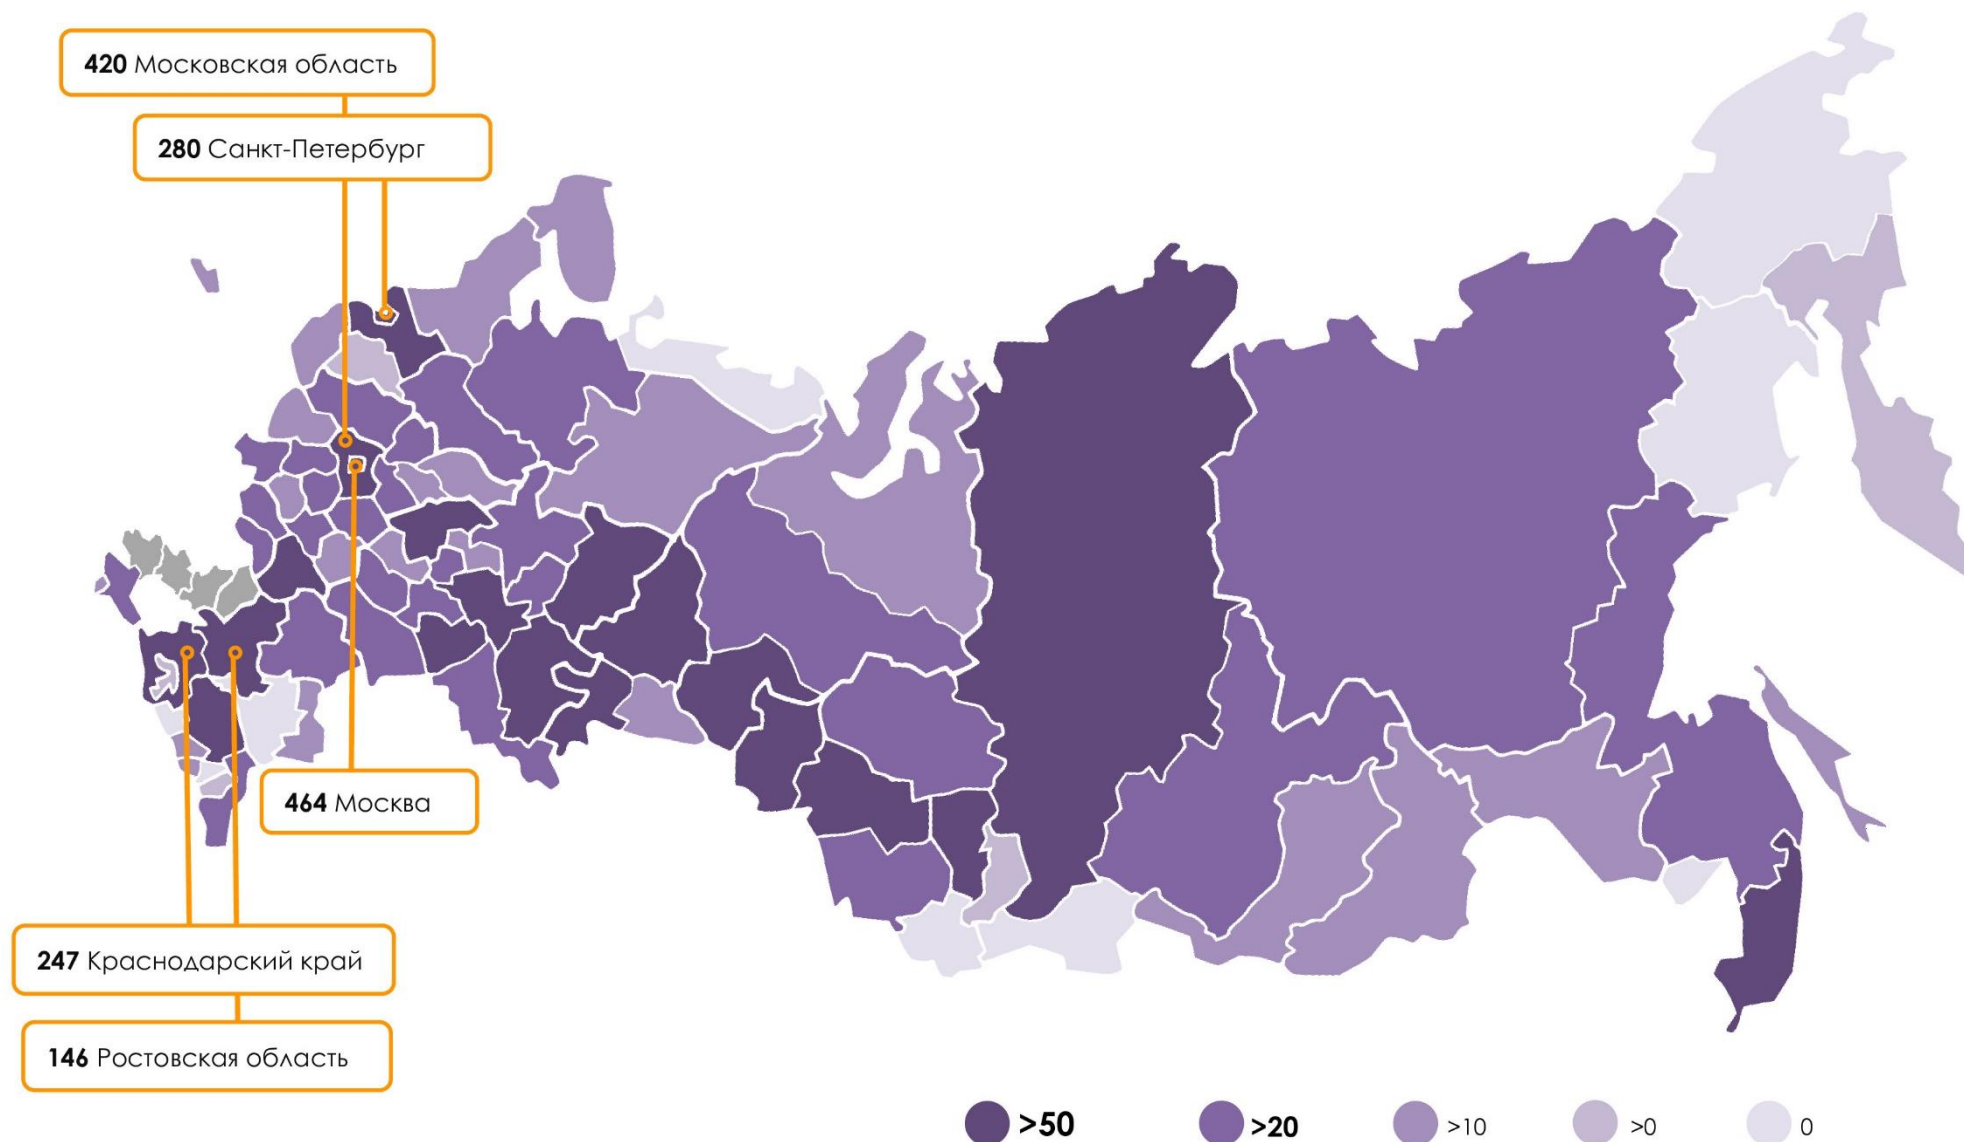 420 Московская область
280 Санкт-Петербург
464 Москва
247 Краснодарский край
146 Ростовская область
>50 >20 >10 >0 0